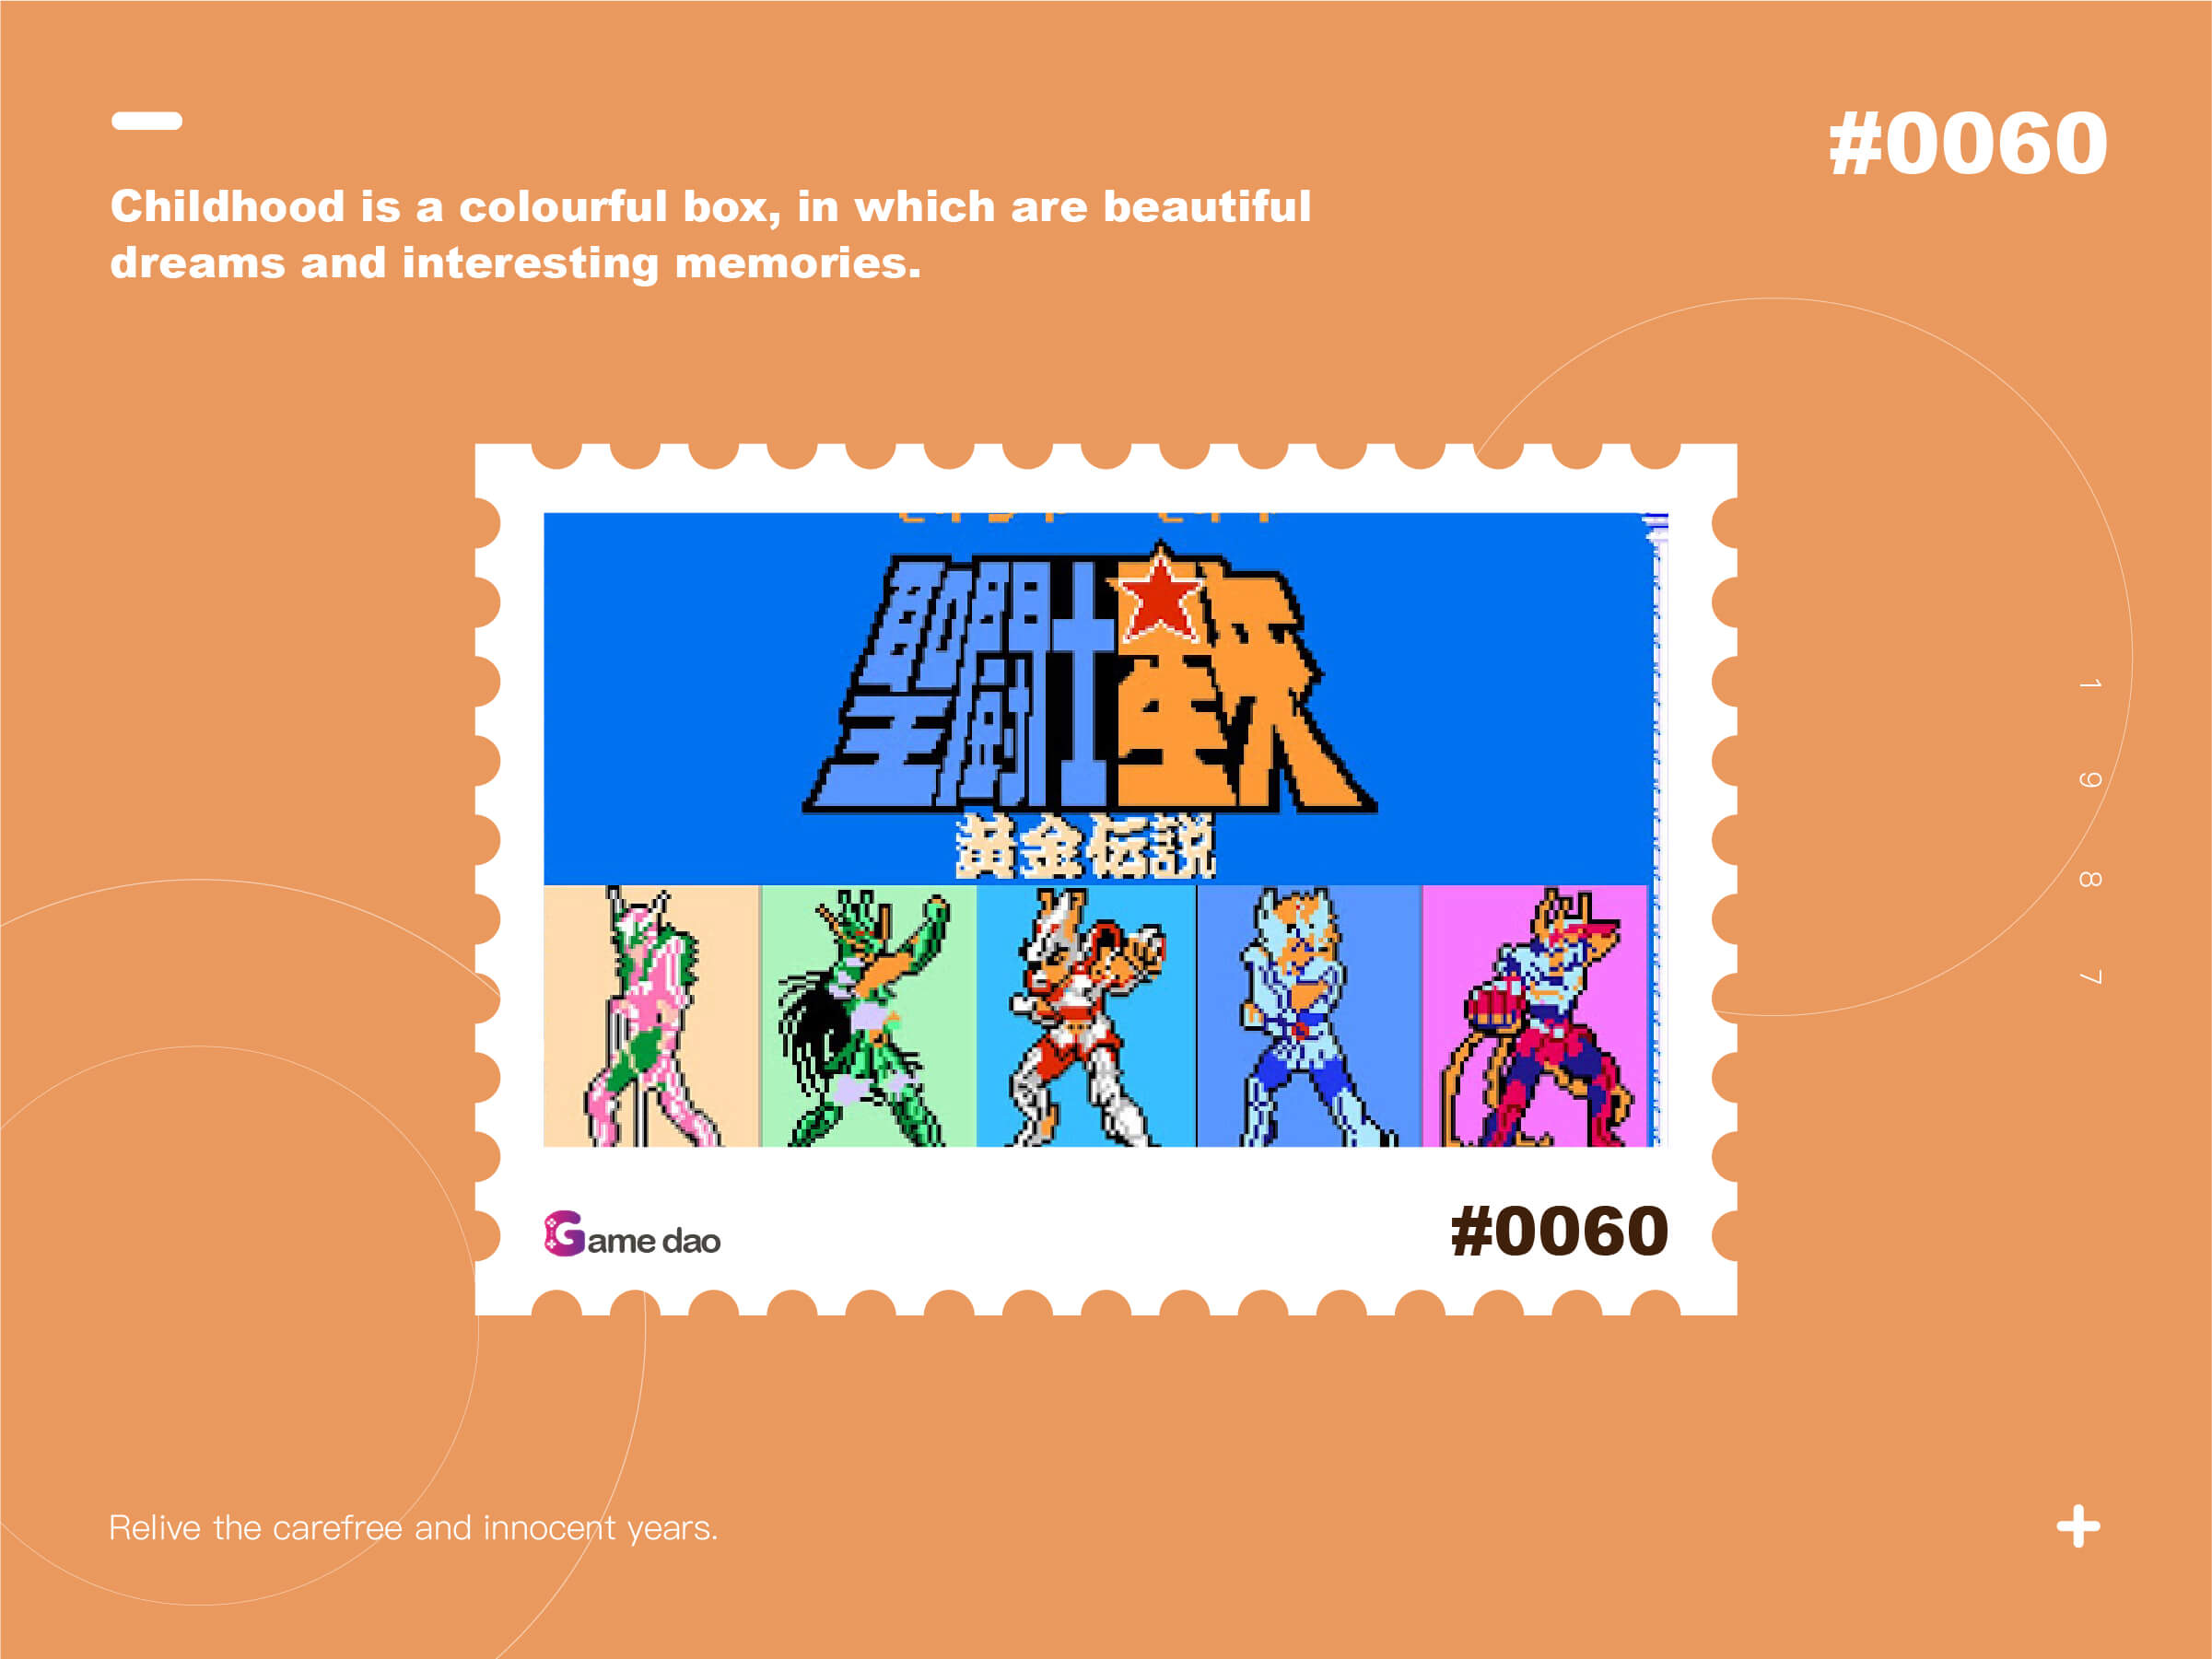 #0060
Childhood is a colourful box, in which are beautiful
dreams and interesting memories.
聖闘士星矢
黄金伝説
1 9 8 7
Game dao
#0060
Relive the carefree and innocent years.